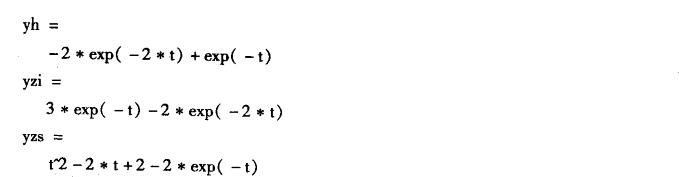 yh =
-2 * exp( -2 * t) + exp( -t)
yzi =
3 * exp( -t) -2 * exp( -2 * t)
yzs =
t^2 -2 * t +2 -2 * exp( -t)